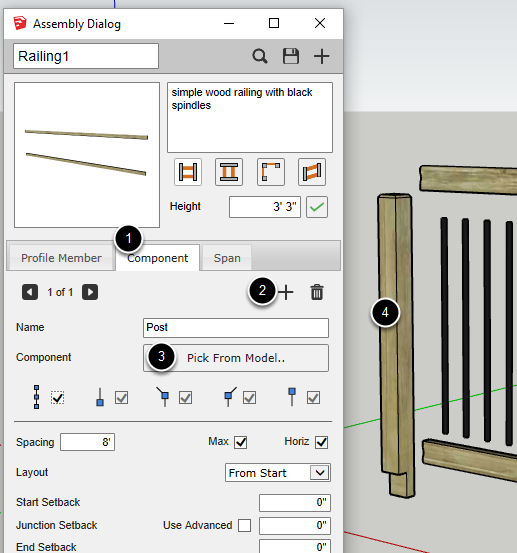 Assembly Dialog
Railing1
simple wood railing with black
spindles
Height 3' 3"
1
Profile Member Component Span
1 of 1 2
Name Post
Component 3 Pick From Model..
4
Spacing 8' Max Horiz
Layout From Start
Start Setback 0"
Junction Setback Use Advanced 0"
End Setback 0"